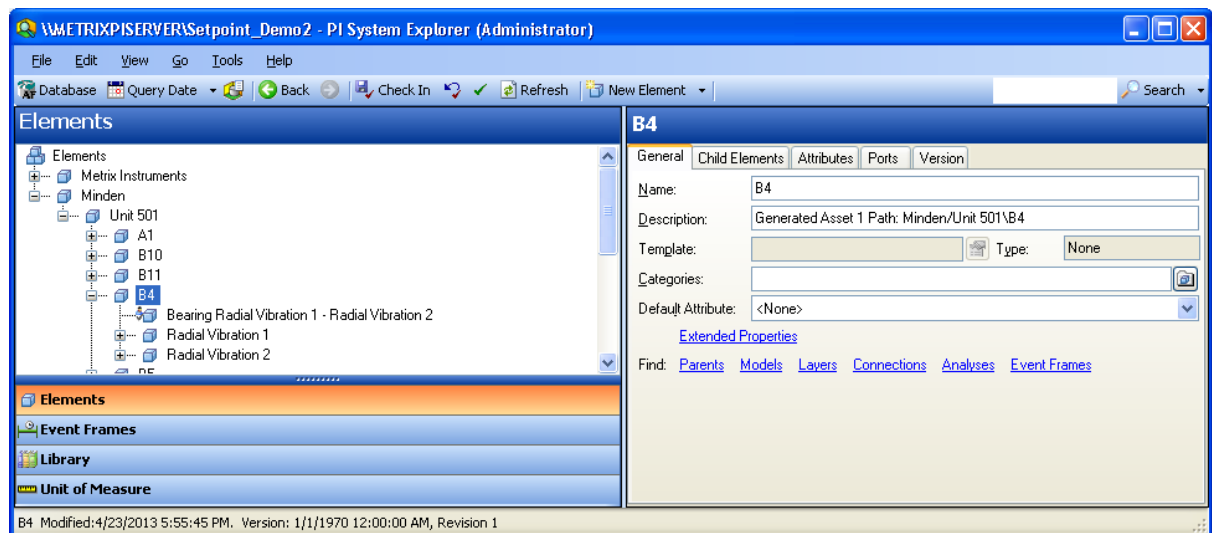 \\METRIXPISERVER\Setpoint_Demo2 - PI System Explorer (Administrator)
File Edit View Go Tools Help
Database Query Date Back Check In Refresh New Element Search
Elements
Elements
Metrix Instruments
Minden
Unit 501
A1
B10
B11
B4
Bearing Radial Vibration 1 - Radial Vibration 2
Radial Vibration 1
Radial Vibration 2
Elements
Event Frames
Library
Unit of Measure
B4
General Child Elements Attributes Ports Version
Name: B4
Description: Generated Asset 1 Path: Minden/Unit 501\B4
Template: Type: None
Categories:
Default Attribute: <None>
Extended Properties
Find: Parents Models Layers Connections Analyses Event Frames
B4 Modified:4/23/2013 5:55:45 PM. Version: 1/1/1970 12:00:00 AM, Revision 1